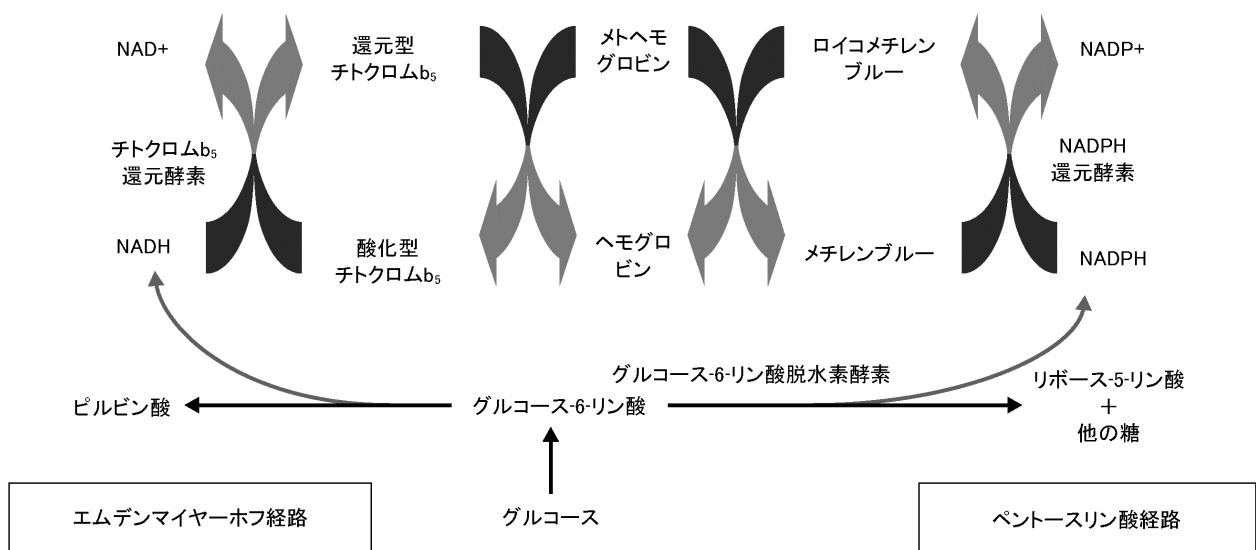 NAD+
還元型
チトクロムb₅
メトヘモ
グロビン
ロイコメチレン
ブルー
NADP+
チトクロムb₅
還元酵素
NADPH
還元酵素
NADH
酸化型
チトクロムb₅
ヘモグロ
ビン
メチレンブルー
NADPH
グルコース-6-リン酸脱水素酵素
ピルビン酸
グルコース-6-リン酸
リボース-5-リン酸
+
他の糖
エムデンマイヤーホフ経路
グルコース
ペントースリン酸経路